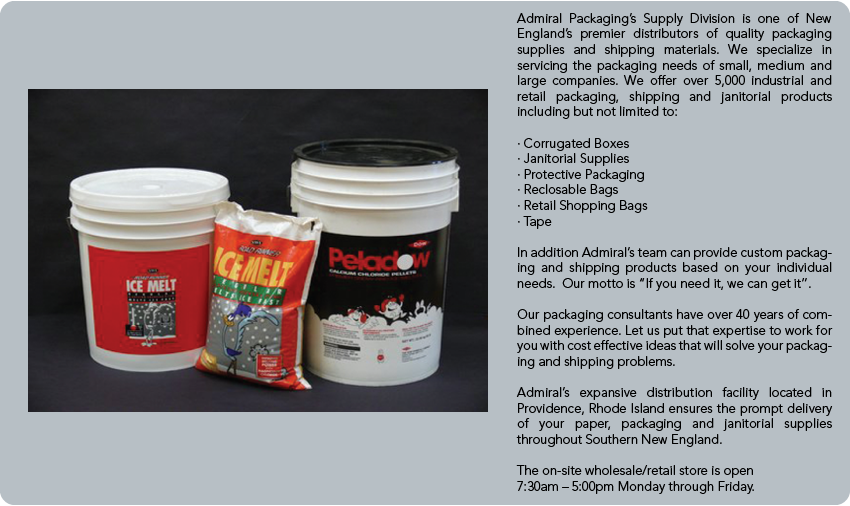 Admiral Packaging's Supply Division is one of New
England's premier distributors of quality packaging
supplies and shipping materials. We specialize in
servicing the packaging needs of small, medium and
large companies. We offer over 5,000 industrial and
retail packaging, shipping and janitorial products
including but not limited to:
· Corrugated Boxes
· Janitorial Supplies
· Protective Packaging
· Reclosable Bags
· Retail Shopping Bags
· Tape
In addition Admiral's team can provide custom packag-
ing and shipping products based on your individual
needs. Our motto is "If you need it, we can get it".
Our packaging consultants have over 40 years of com-
bined experience. Let us put that expertise to work for
you with cost effective ideas that will solve your packag-
ing and shipping problems.
Admiral's expansive distribution facility located in
Providence, Rhode Island ensures the prompt delivery
of your paper, packaging and janitorial supplies
throughout Southern New England.
The on-site wholesale/retail store is open
7:30am – 5:00pm Monday through Friday.
ROAD RUNNER
ICE MELT
ROAD RUNNER
ICE MELT
MELTS ICE FAST
Dow
Peladow
CALCIUM CHLORIDE PELLETS